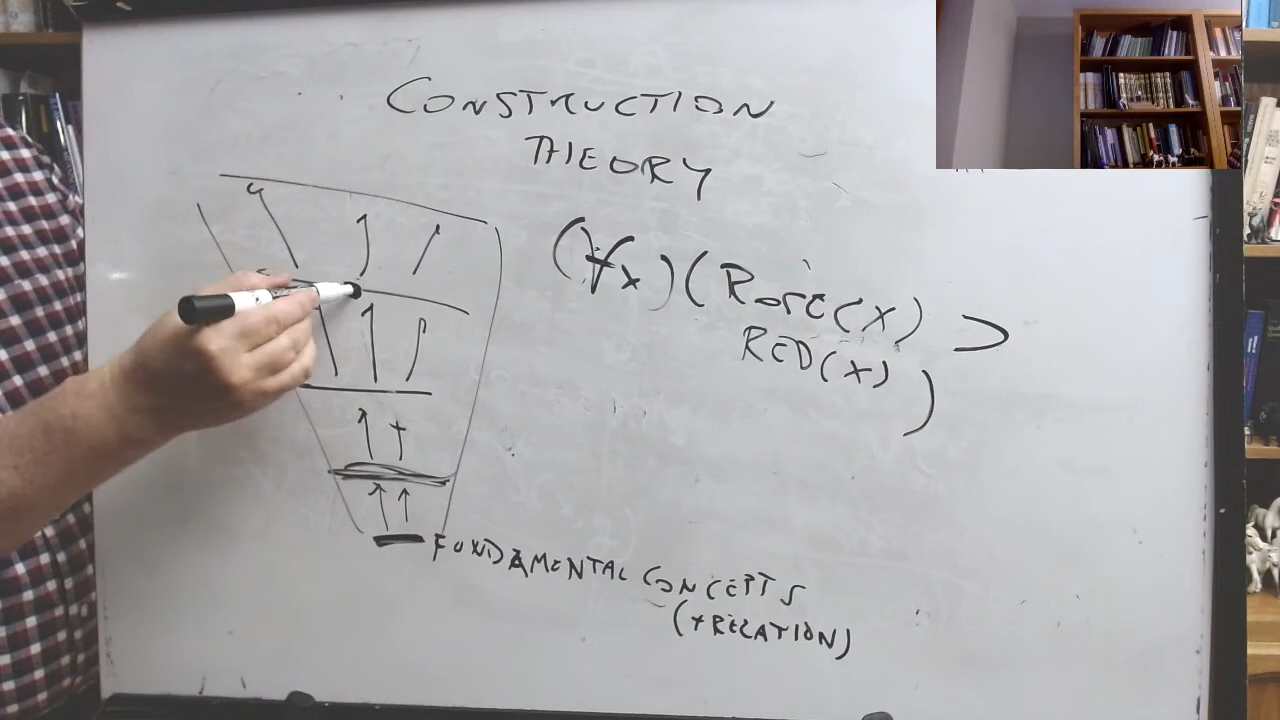 CONSTRUCTION
THEORY
(∀x)(ROSE(X) ⊃
RED(X))
FUNDAMENTAL CONCEPTS
(+RELATION)